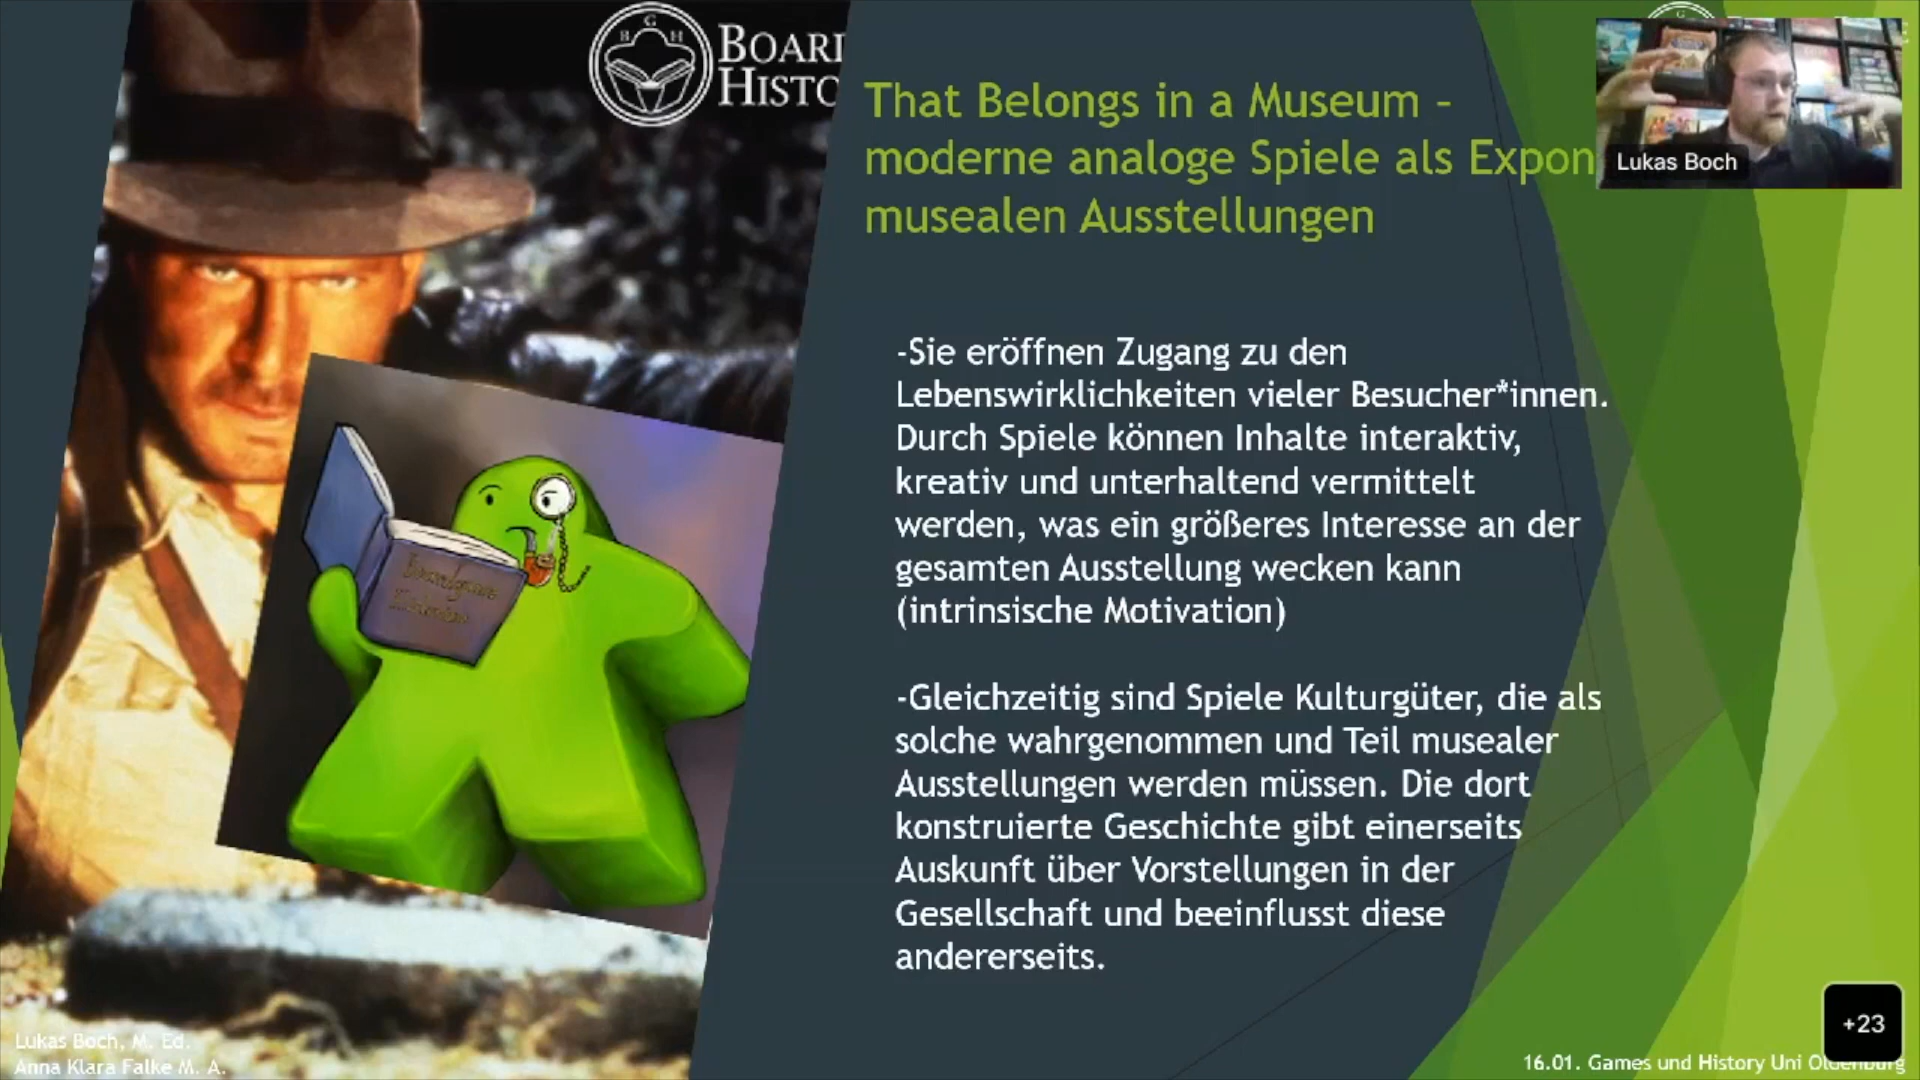 G
B H
BOARD
HISTO
That Belongs in a Museum –
moderne analoge Spiele als Expon
musealen Ausstellungen
Lukas Boch
-Sie eröffnen Zugang zu den
Lebenswirklichkeiten vieler Besucher*innen.
Durch Spiele können Inhalte interaktiv,
kreativ und unterhaltend vermittelt
werden, was ein größeres Interesse an der
gesamten Ausstellung wecken kann
(intrinsische Motivation)
-Gleichzeitig sind Spiele Kulturgüter, die als
solche wahrgenommen und Teil musealer
Ausstellungen werden müssen. Die dort
konstruierte Geschichte gibt einerseits
Auskunft über Vorstellungen in der
Gesellschaft und beeinflusst diese
andererseits.
Lukas Boch, M. Ed.
Anna Klara Falke M. A.
+23
16.01. Games und History Uni Oldenburg